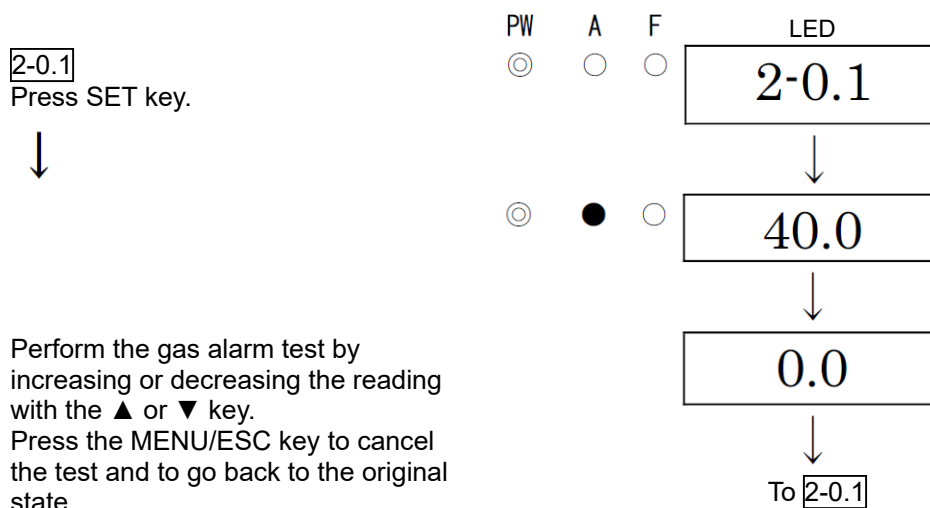 PW A F LED
2-0.1
Press SET key.
2-0.1
↓
↓
40.0
↓
0.0
Perform the gas alarm test by
increasing or decreasing the reading
with the ▲ or ▼ key.
Press the MENU/ESC key to cancel
the test and to go back to the original
state
↓
To 2-0.1